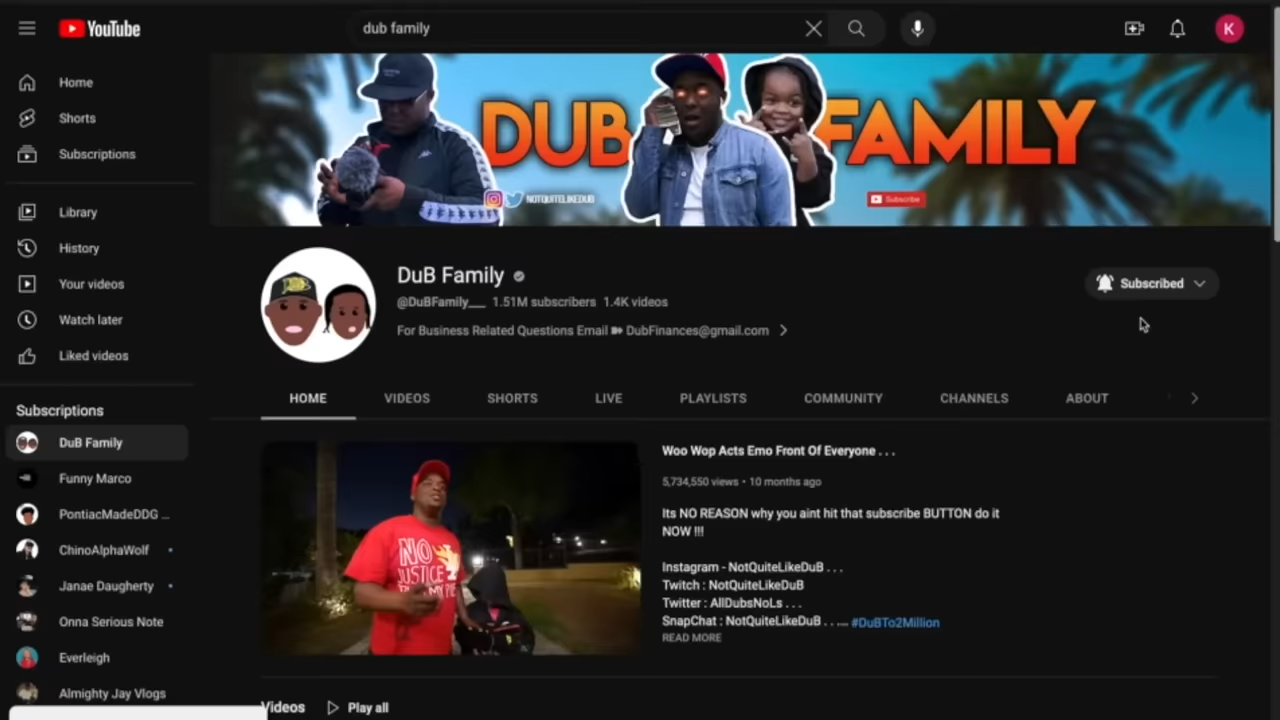 YouTube
dub family
K
Home
Shorts
Subscriptions
Library
History
Your videos
Watch later
Liked videos
Subscriptions
DuB Family
Funny Marco
PontiacMadeDDG ...
ChinoAlphaWolf
Janae Daugherty
Onna Serious Note
Everleigh
Almighty Jay Vlogs
DUB FAMILY
NOTQUITELIKEDUB
Subscribe
DuB Family
@DuBFamily__ 1.51M subscribers 1.4K videos
For Business Related Questions Email DubFinances@gmail.com
Subscribed
HOME VIDEOS SHORTS LIVE PLAYLISTS COMMUNITY CHANNELS ABOUT
NO
JUSTICE
Woo Wop Acts Emo Front Of Everyone . . .
5,734,550 views • 10 months ago
Its NO REASON why you aint hit that subscribe BUTTON do it
NOW !!!
Instagram - NotQuiteLikeDuB . . .
Twitch : NotQuiteLikeDuB
Twitter : AllDubsNoLs . . .
SnapChat : NotQuiteLikeDuB . . .... #DuBTo2Million
READ MORE
Videos Play all